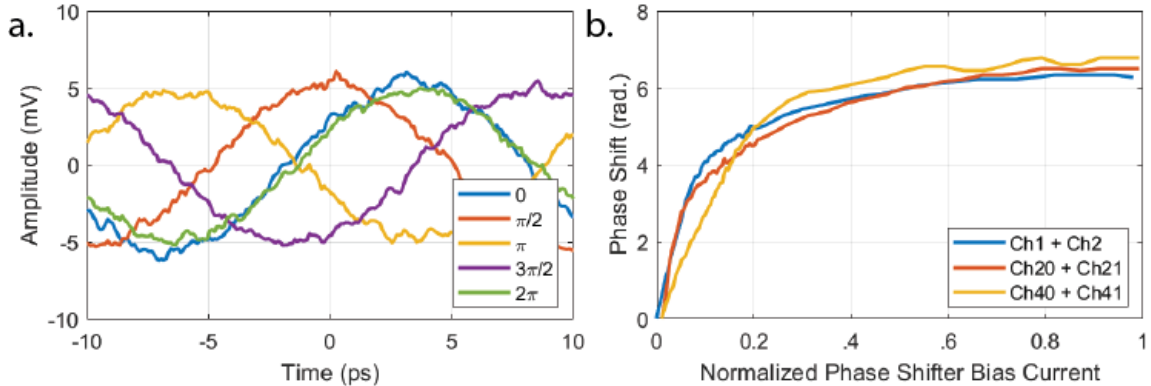 a.
10
5
0
-5
-10
Amplitude (mV)
-10
-5
0
5
10
Time (ps)
0
π/2
π
3π/2
2π
b.
8
6
4
2
0
Phase Shift (rad.)
0
0.2
.4
.6
0.8
1
Normalized Phase Shifter Bias Current
Ch1 + Ch2
Ch20 + Ch21
Ch40 + Ch41